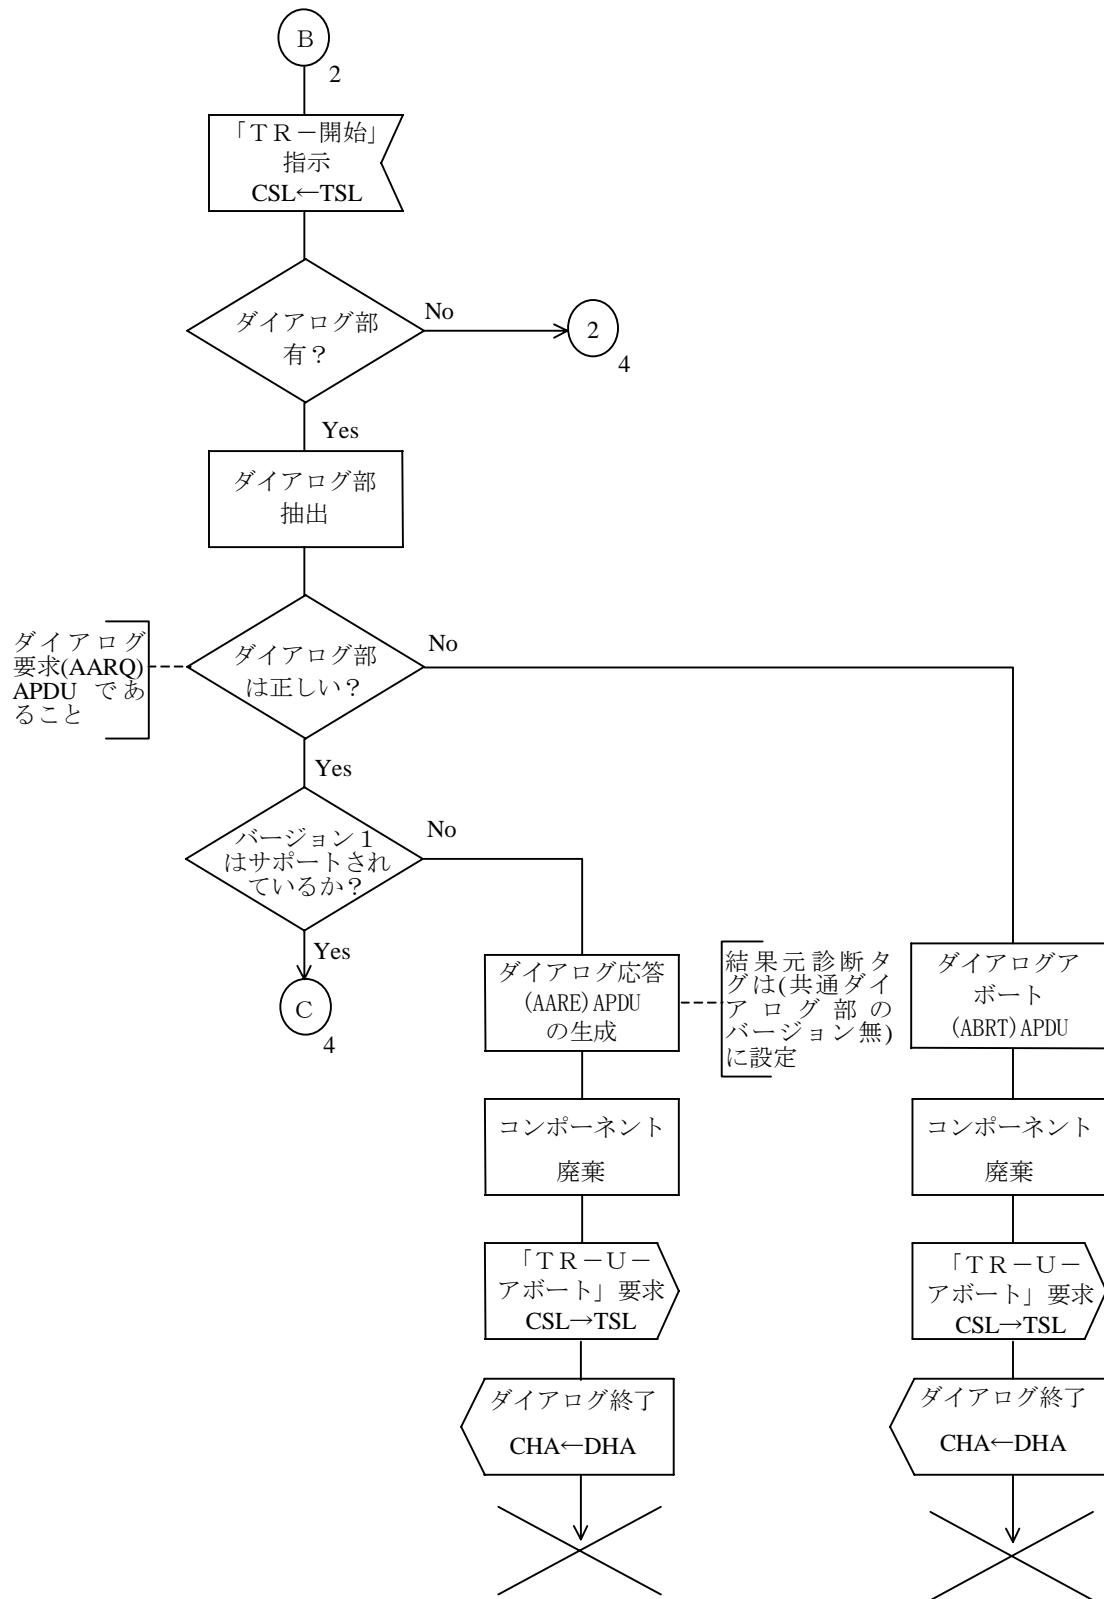 B
2
「ＴＲ－開始」
指示
CSL←TSL
ダイアログ部
有？
No
2
4
Yes
ダイアログ部
抽出
ダイアログ
要求(AARQ)
APDU であ
ること
ダイアログ部
は正しい？
No
Yes
バージョン１
はサポートされ
ているか？
No
Yes
C
4
ダイアログ応答
(AARE)APDU
の生成
結果元診断タ
グは(共通ダイ
アログ部の
バージョン無)
に設定
ダイアログア
ボート
(ABRT)APDU
コンポーネント
廃棄
コンポーネント
廃棄
「ＴＲ－Ｕ－
アボート」要求
CSL→TSL
「ＴＲ－Ｕ－
アボート」要求
CSL→TSL
ダイアログ終了
CHA←DHA
ダイアログ終了
CHA←DHA